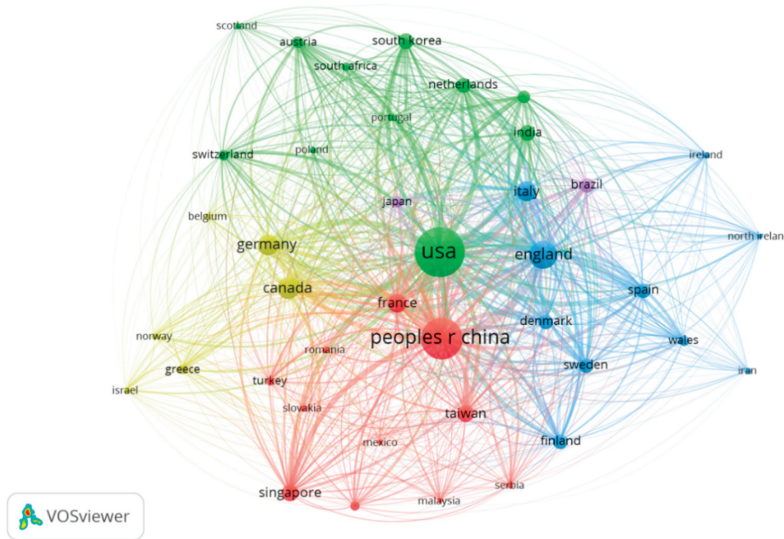 scotland
austria
south korea
south africa
netherlands
portugal
india
poland
switzerland
ireland
italy
brazil
japan
belgium
north irelan
germany
usa
england
canada
spain
france
denmark
peoples r china
norway
wales
romania
greece
sweden
iran
turkey
israel
slovakia
taiwan
mexico
finland
serbia
singapore
malaysia
VOSviewer